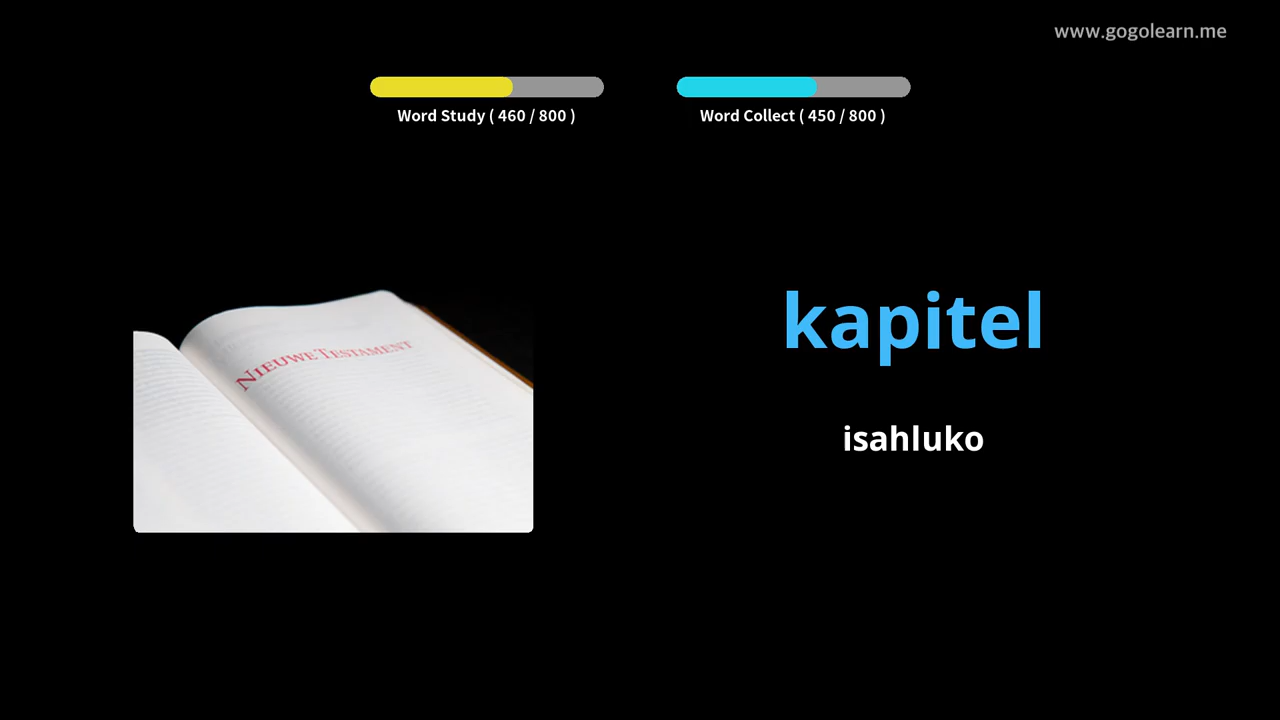 www.gogolearn.me
Word Study ( 460 / 800 )
Word Collect ( 450 / 800 )
NIEUWE TESTAMENT
kapitel
isahluko